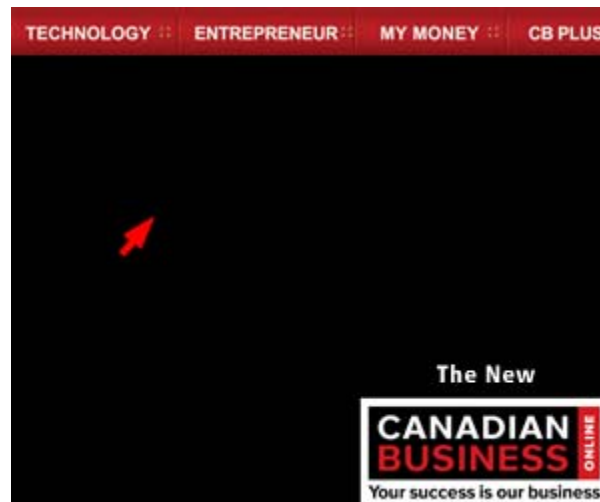 TECHNOLOGY ENTREPRENEUR MY MONEY CB PLUS
The New
CANADIAN
BUSINESS
ONLINE
Your success is our business